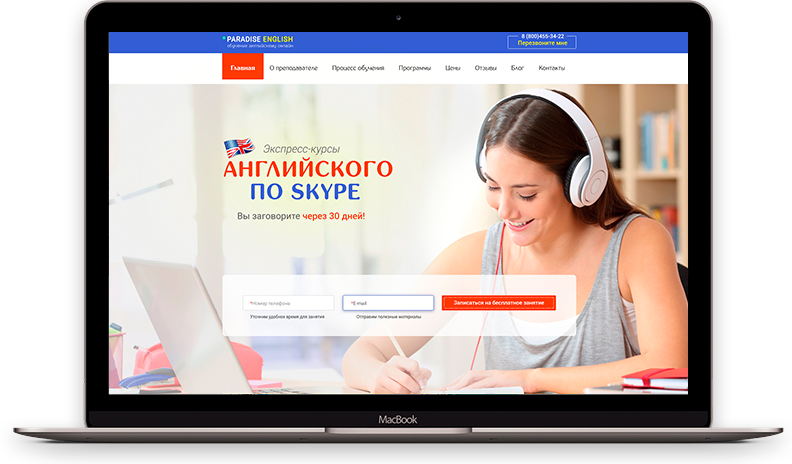 PARADISE ENGLISH
обучение английскому онлайн
8 (800)455-34-22
Перезвоните мне
Главная
О преподавателе
Процесс обучения
Программы
Цены
Отзывы
Блог
Контакты
Экспресс-курсы
АНГЛИЙСКОГО
ПО SKYPE
Вы заговорите через 30 дней!
*Номер телефона
*E-mail
Записаться на бесплатное занятие
Уточним удобное время для занятия
Отправим полезные материалы
MacBook